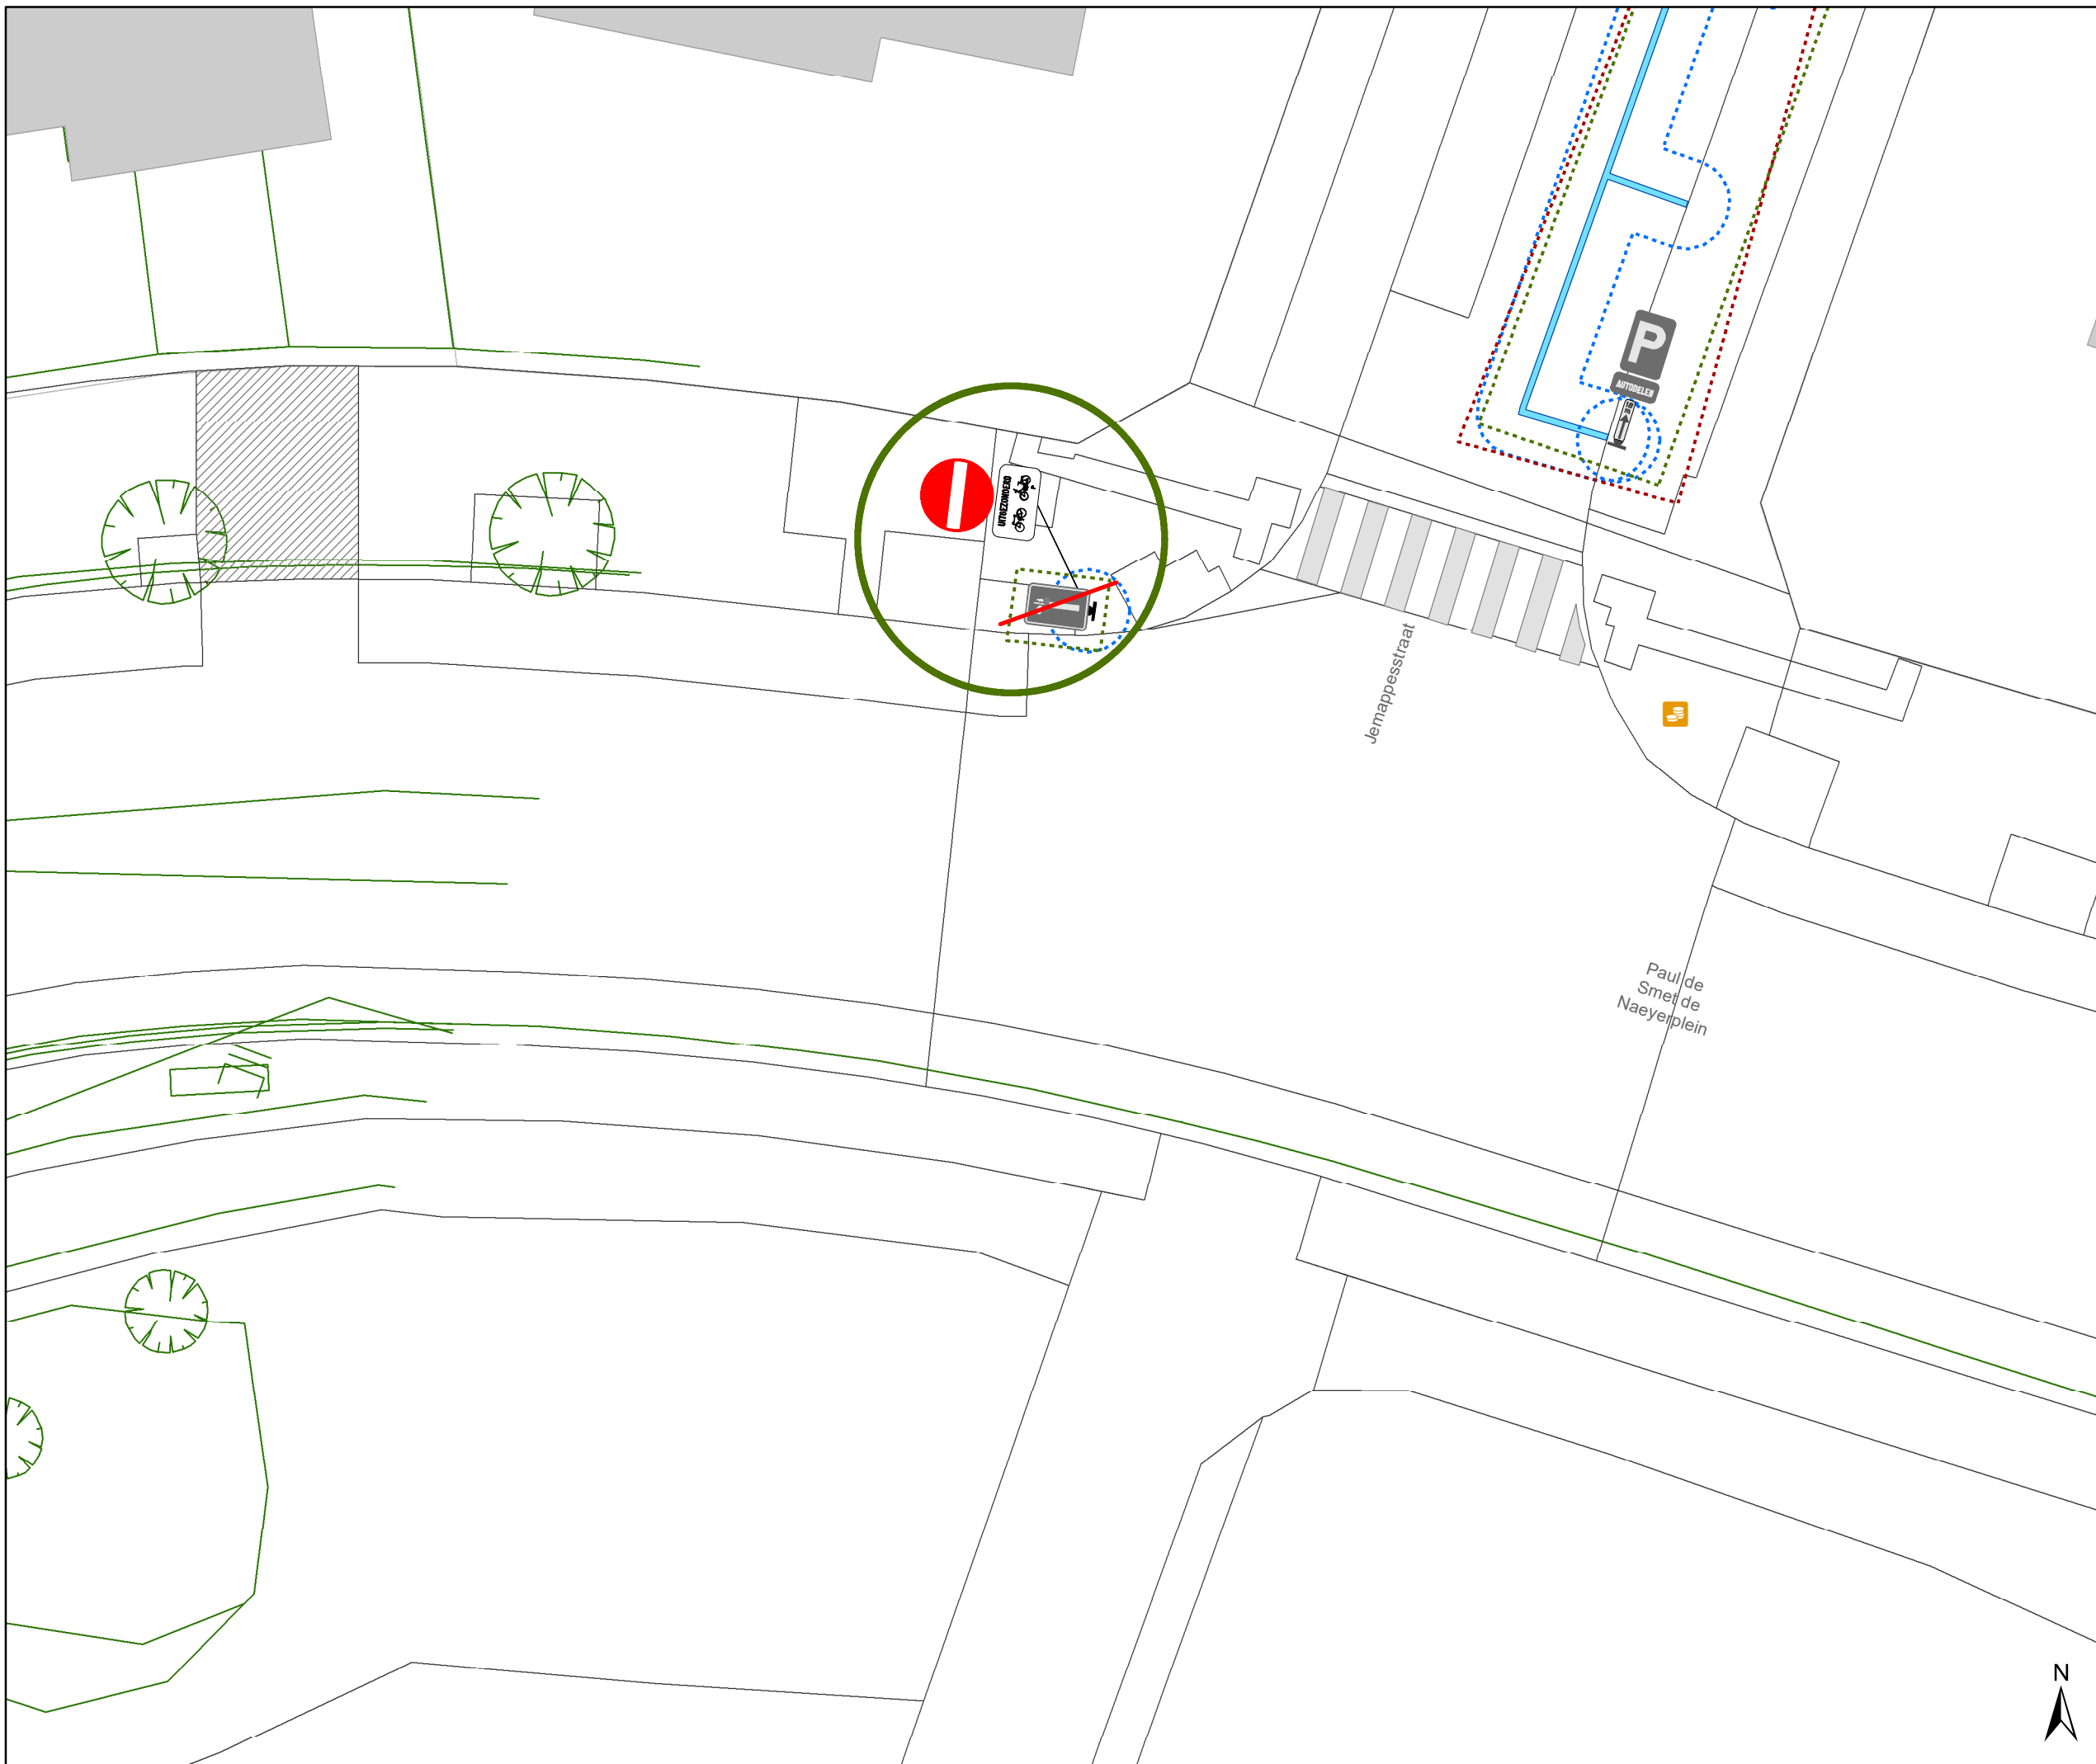 P
AUTODELEN
UITGEZONDERD
P
Jemappesstraat
Paul de
Smet de
Naeyerplein
N